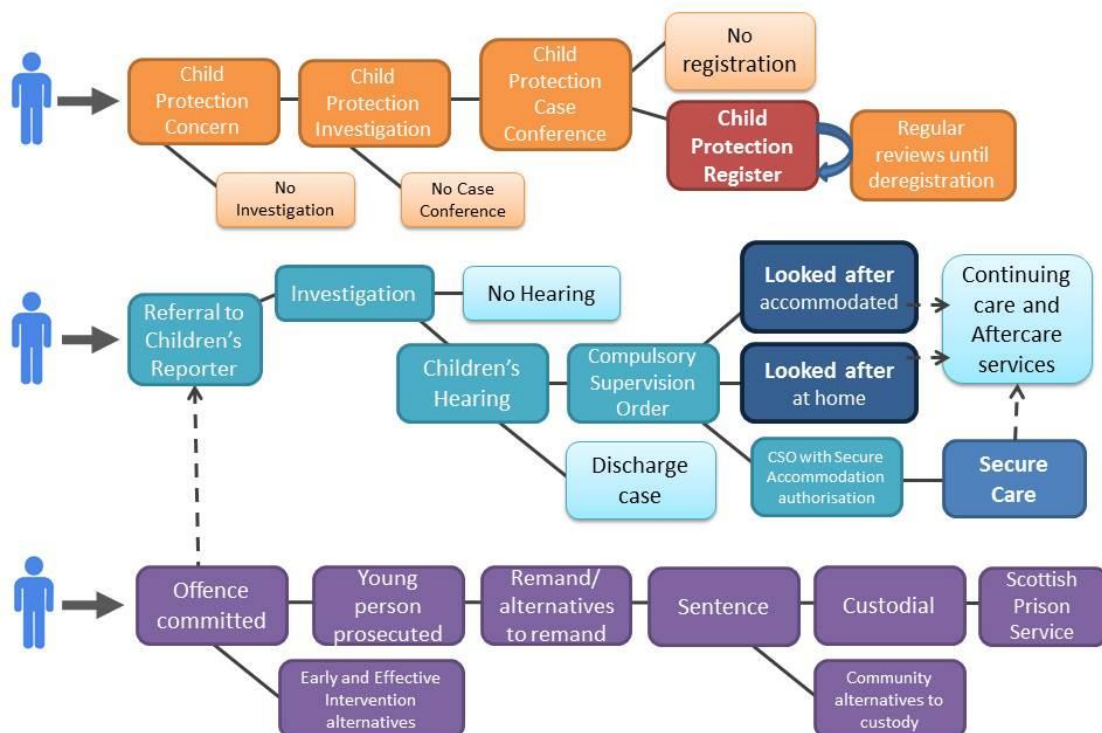 Child
Protection
Concern
Child
Protection
Investigation
Child
Protection
Case
Conference
No
registration
Child
Protection
Register
Regular
reviews until
deregistration
No
Investigation
No Case
Conference
Referral to
Children's
Reporter
Investigation
No Hearing
Children's
Hearing
Compulsory
Supervision
Order
Looked after
accommodated
Looked after
at home
Continuing
care and
Aftercare
services
Discharge
case
CSO with Secure
Accommodation
authorisation
Secure
Care
Offence
committed
Young
person
prosecuted
Remand/
alternatives
to remand
Sentence
Custodial
Scottish
Prison
Service
Early and Effective
Intervention
alternatives
Community
alternatives to
custody